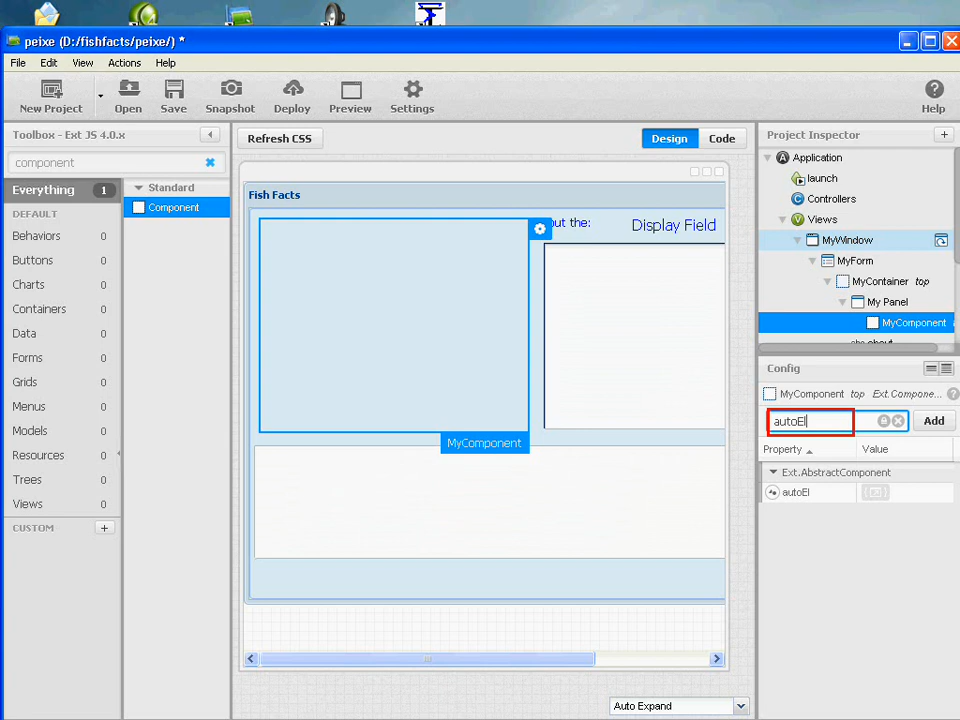 peixe (D:/fishfacts/peixe/) *
File Edit View Actions Help
New Project Open Save Snapshot Deploy Preview Settings Help
Toolbox - Ext JS 4.0.x
component
Everything 1
DEFAULT
Behaviors 0
Buttons 0
Charts 0
Containers 0
Data 0
Forms 0
Grids 0
Menus 0
Models 0
Resources 0
Trees 0
Views 0
CUSTOM
Standard
Component
Refresh CSS
Design Code
Fish Facts
ut the: Display Field
MyComponent
Auto Expand
Project Inspector
Application
launch
Controllers
Views
MyWindow
MyForm
MyContainer top
My Panel
MyComponent
Config
MyComponent top Ext.Compone...
autoEl
Add
Property Value
Ext.AbstractComponent
autoEl